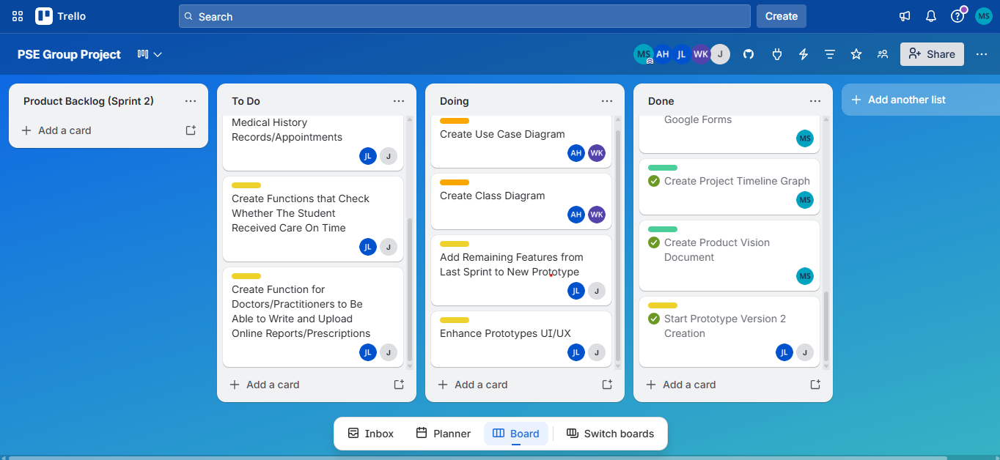 Trello
Search
Create
MS
PSE Group Project
MS AH JL WK J
Share
Product Backlog (Sprint 2)
Add a card
To Do
Medical History
Records/Appointments
JL J
Create Functions that Check
Whether The Student
Received Care On Time
JL J
Create Function for
Doctors/Practitioners to Be
Able to Write and Upload
Online Reports/Prescriptions
JL J
Add a card
Doing
Create Use Case Diagram
AH WK
Create Class Diagram
AH WK
Add Remaining Features from
Last Sprint to New Prototype
JL J
Enhance Prototypes UI/UX
JL J
Add a card
Done
Google Forms
MS
Create Project Timeline Graph
MS
Create Product Vision
Document
MS
Start Prototype Version 2
Creation
JL J
Add a card
Add another list
Inbox
Planner
Board
Switch boards